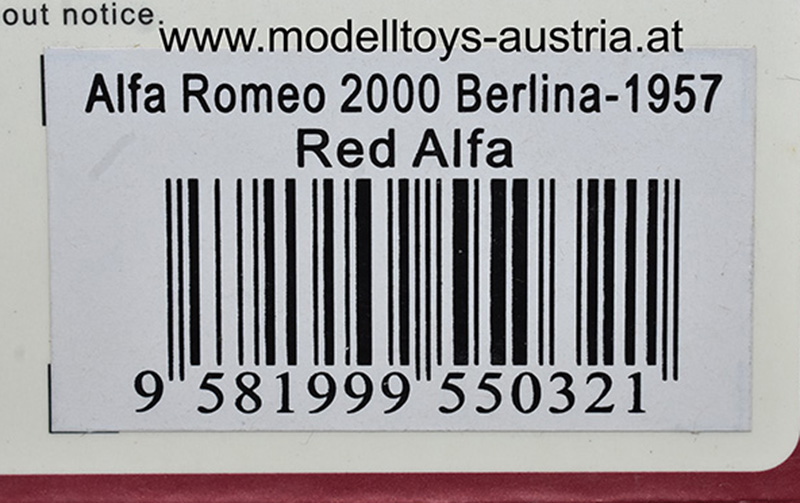 out notice.
www.modelltoys-austria.at
Alfa Romeo 2000 Berlina-1957
Red Alfa
9 581999 550321